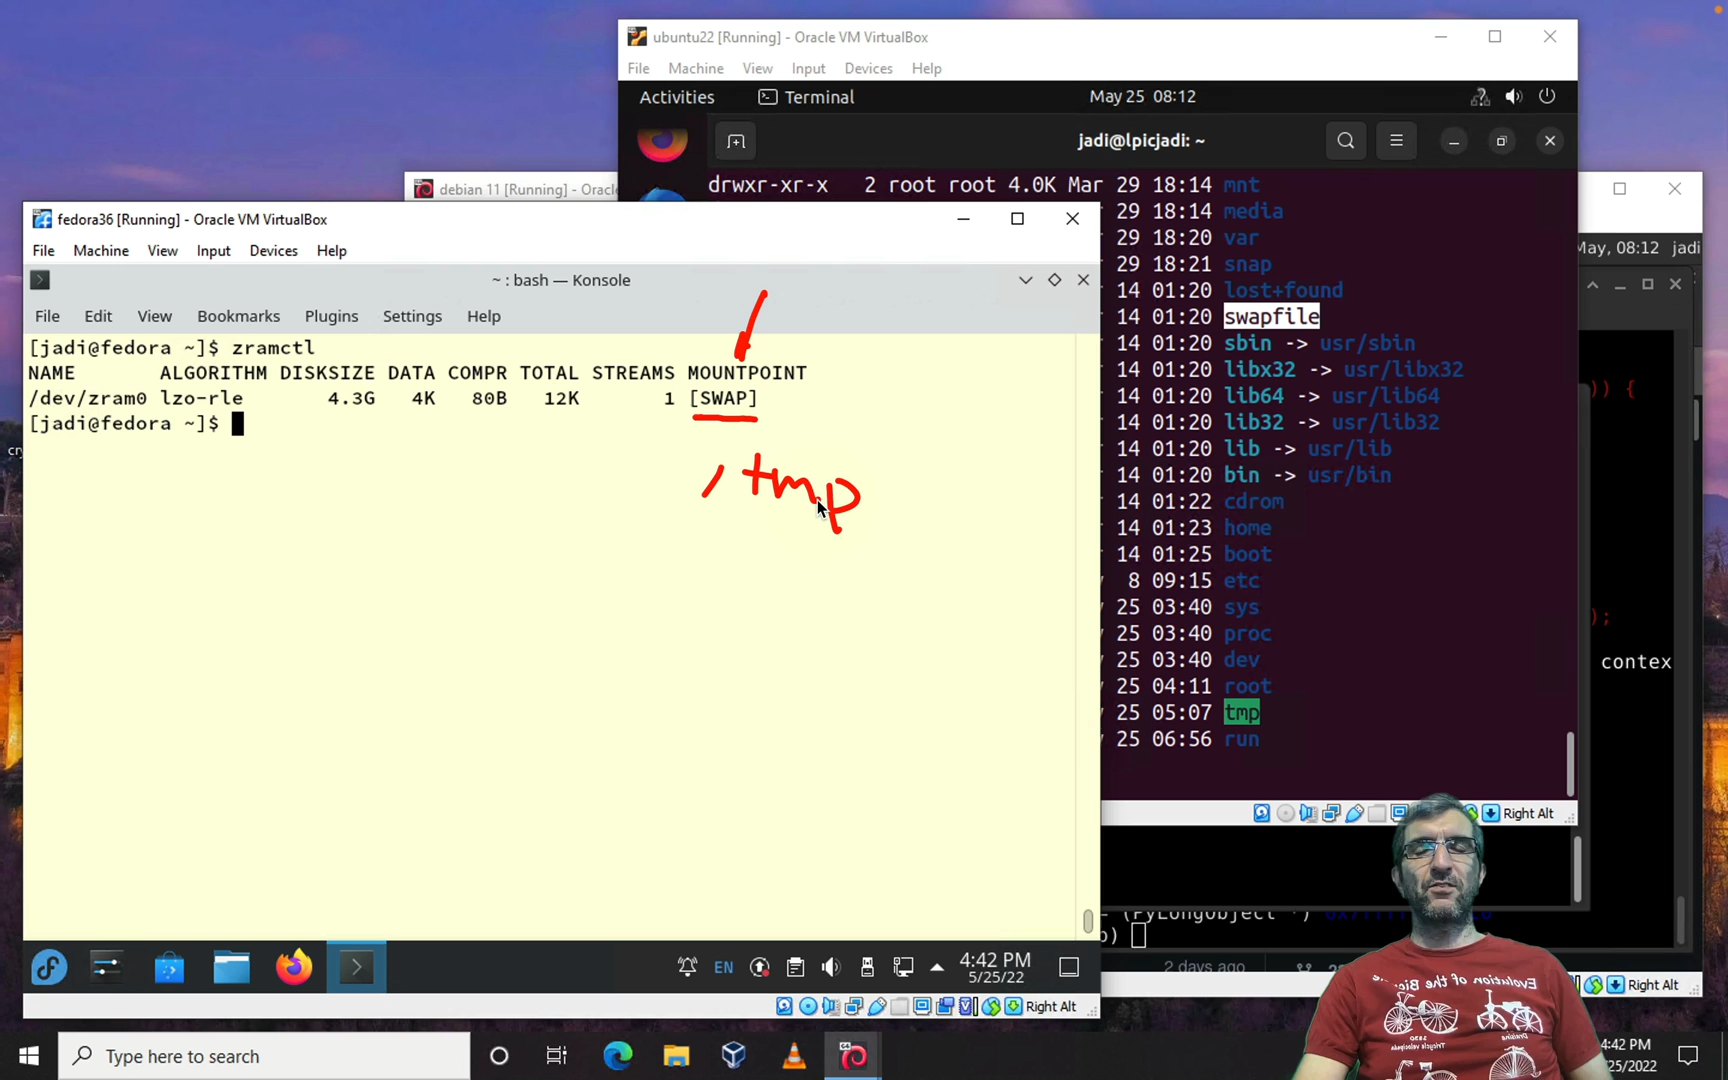 ubuntu22 [Running] - Oracle VM VirtualBox
File Machine View Input Devices Help
Activities Terminal May 25 08:12
jadi@lpicjadi: ~
drwxr-xr-x 2 root root 4.0K Mar 29 18:14 mnt
29 18:14 media
29 18:20 var
29 18:21 snap
14 01:20 lost+found
14 01:20 swapfile
14 01:20 sbin -> usr/sbin
14 01:20 libx32 -> usr/libx32
14 01:20 lib64 -> usr/lib64
14 01:20 lib32 -> usr/lib32
14 01:20 lib -> usr/lib
14 01:20 bin -> usr/bin
14 01:22 cdrom
14 01:23 home
14 01:25 boot
8 09:15 etc
25 03:40 sys
25 03:40 proc
25 03:40 dev
25 04:11 root
25 05:07 tmp
25 06:56 run
Right Alt
debian 11 [Running] - Oracle
May, 08:12 jadi
)) {
);
contex
(PyLongObject *)
) 
2 days ago
Right Alt
fedora36 [Running] - Oracle VM VirtualBox
File Machine View Input Devices Help
~ : bash — Konsole
File Edit View Bookmarks Plugins Settings Help
[jadi@fedora ~]$ zramctl
NAME ALGORITHM DISKSIZE DATA COMPR TOTAL STREAMS MOUNTPOINT
/dev/zram0 lzo-rle 4.3G 4K 80B 12K 1 [SWAP]
[jadi@fedora ~]$
/tmp
EN
4:42 PM
5/25/22
Right Alt
Evolution of the Bic
Type here to search
4:42 PM
25/2022